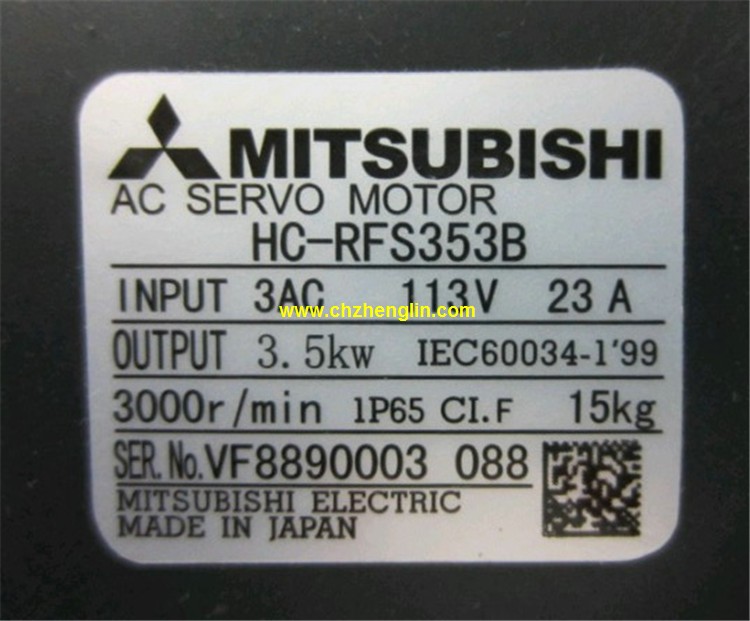 MITSUBISHI
AC SERVO MOTOR
HC-RFS353B
INPUT 3AC 113V 23 A
www.chzhenglin.com
OUTPUT 3.5kw IEC60034-1'99
3000r/min 1P65 CI.F 15kg
SER.No.VF8890003 088
MITSUBISHI ELECTRIC
MADE IN JAPAN